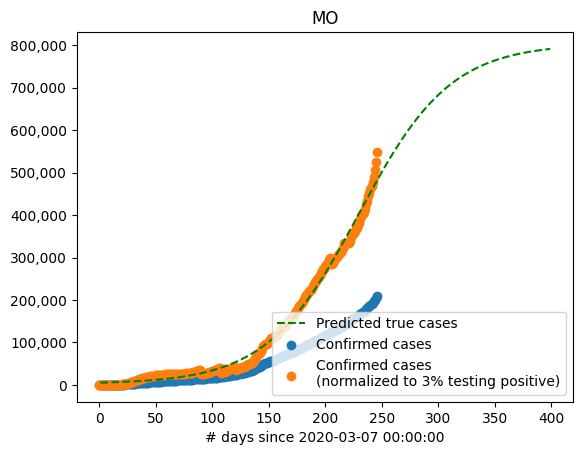 MO
800,000
700,000
600,000
500,000
400,000
300,000
200,000
100,000
0
Predicted true cases
Confirmed cases
Confirmed cases
(normalized to 3% testing positive)
0 50 100 150 200 250 300 350 400
# days since 2020-03-07 00:00:00